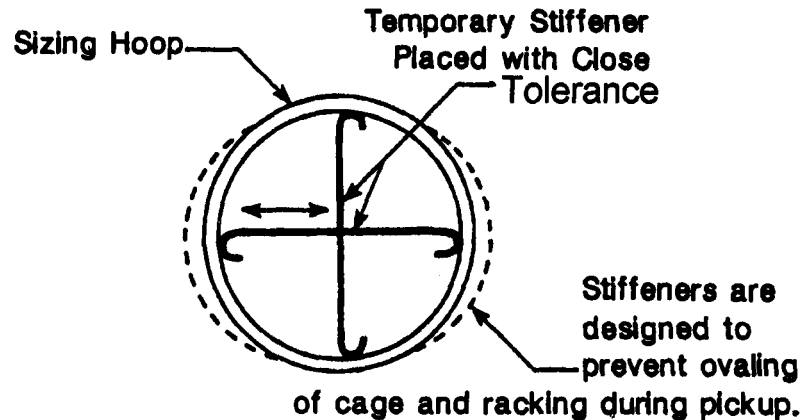 Sizing Hoop
Temporary Stiffener
Placed with Close
Tolerance
Stiffeners are
designed to
prevent ovaling
of cage and racking during pickup.